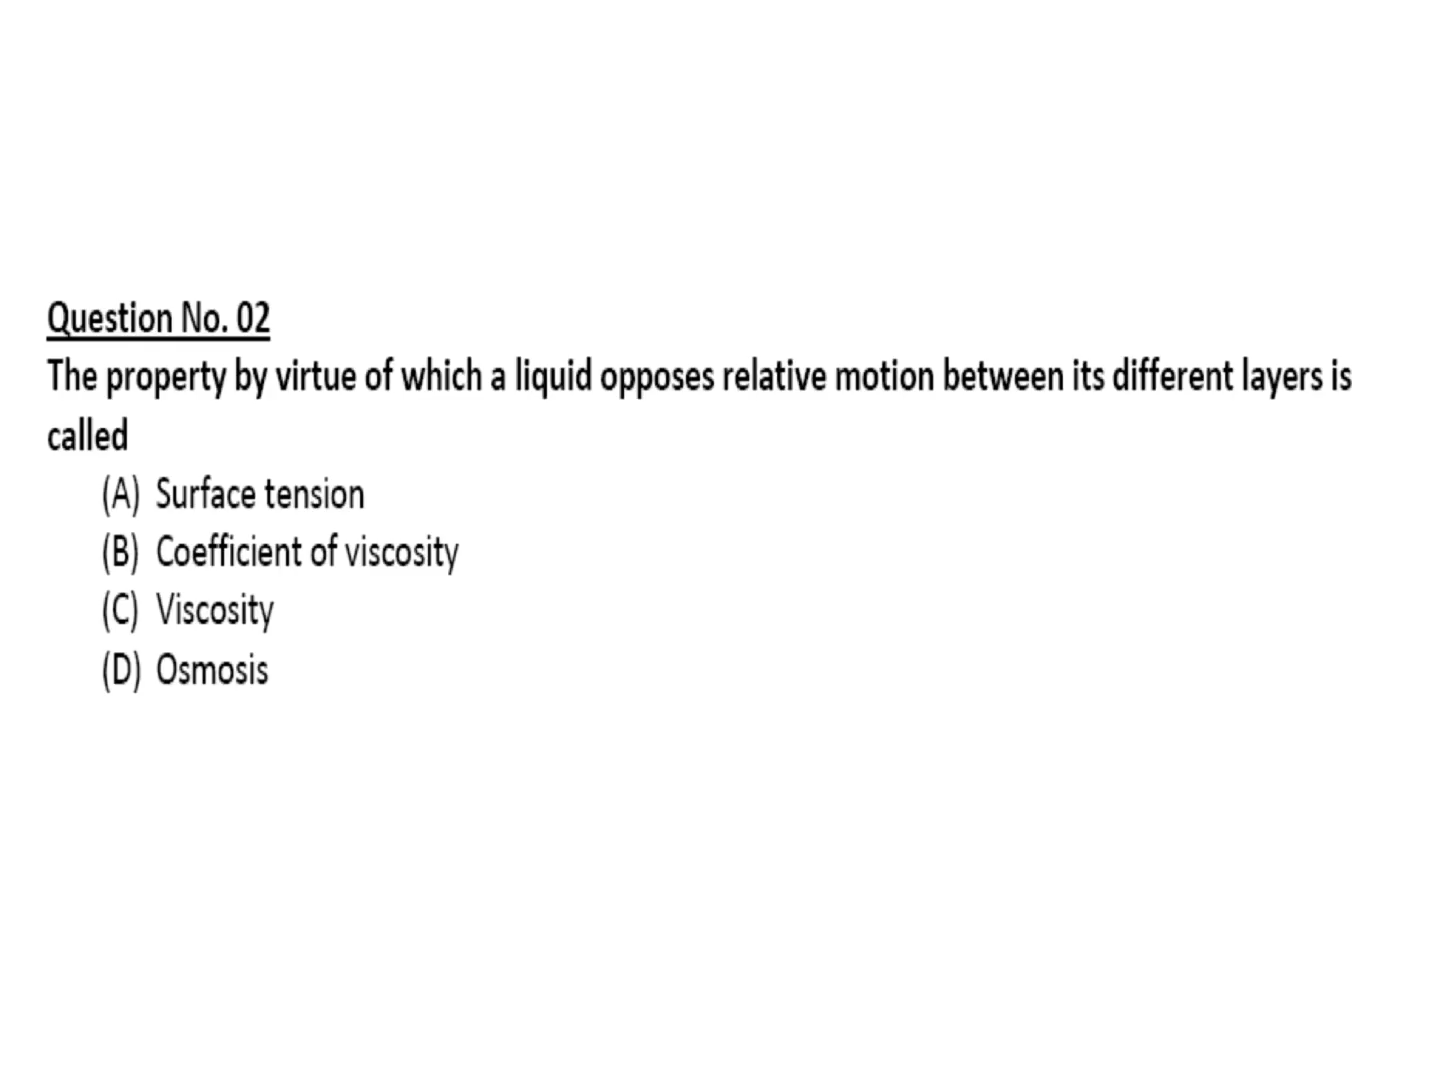 Question No. 02
The property by virtue of which a liquid opposes relative motion between its different layers is
called
(A) Surface tension
(B) Coefficient of viscosity
(C) Viscosity
(D) Osmosis